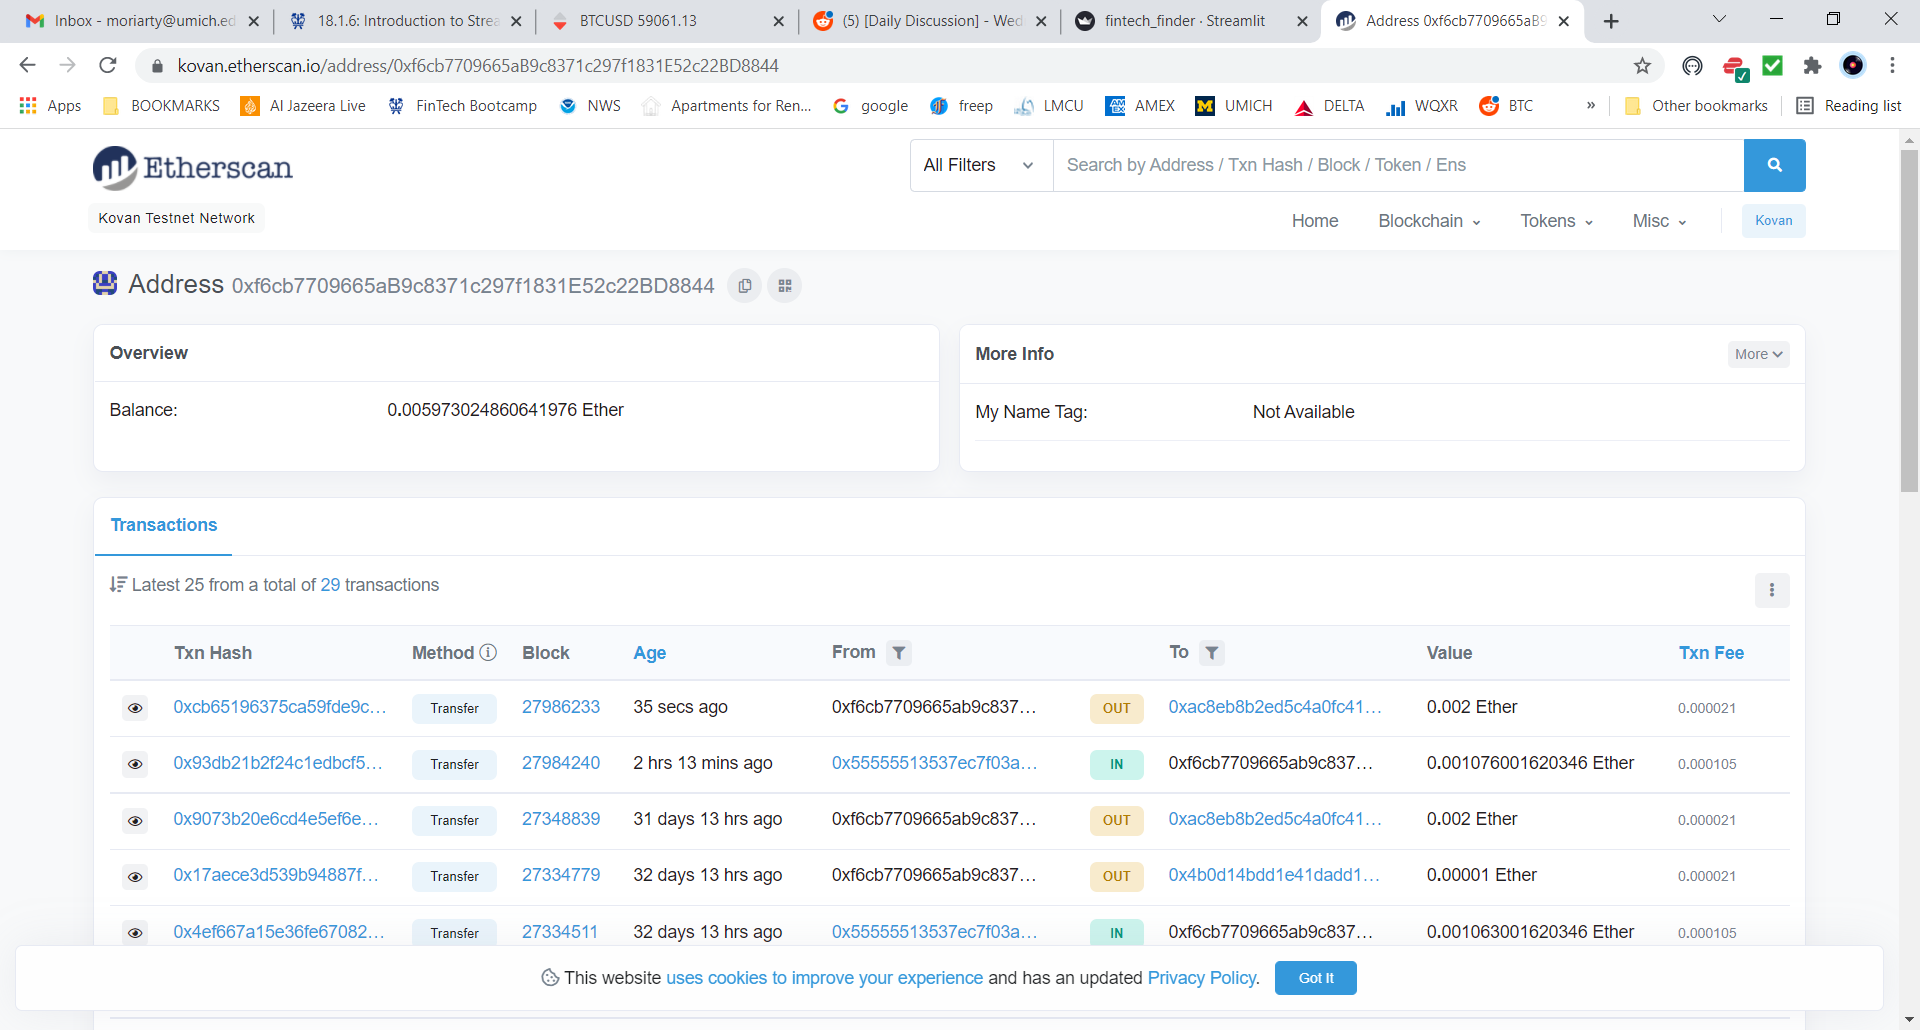 Inbox - moriarty@umich.ed
18.1.6: Introduction to Strea
BTCUSD 59061.13
(5) [Daily Discussion] - Wed
fintech_finder · Streamlit
Address 0xf6cb7709665aB9
kovan.etherscan.io/address/0xf6cb7709665aB9c8371c297f1831E52c22BD8844
Apps BOOKMARKS Al Jazeera Live FinTech Bootcamp NWS Apartments for Ren... google freep LMCU AMEX UMICH DELTA WQXR BTC » Other bookmarks Reading list
Etherscan
All Filters Search by Address / Txn Hash / Block / Token / Ens
Kovan Testnet Network
Home Blockchain Tokens Misc Kovan
Address 0xf6cb7709665aB9c8371c297f1831E52c22BD8844
Overview
Balance: 0.005973024860641976 Ether
More Info More
My Name Tag: Not Available
Transactions
Latest 25 from a total of 29 transactions
Txn Hash Method Block Age From To Value Txn Fee
0xcb65196375ca59fde9c... Transfer 27986233 35 secs ago 0xf6cb7709665ab9c837... OUT 0xac8eb8b2ed5c4a0fc41... 0.002 Ether 0.000021
0x93db21b2f24c1edbcf5... Transfer 27984240 2 hrs 13 mins ago 0x55555513537ec7f03a... IN 0xf6cb7709665ab9c837... 0.001076001620346 Ether 0.000105
0x9073b20e6cd4e5ef6e... Transfer 27348839 31 days 13 hrs ago 0xf6cb7709665ab9c837... OUT 0xac8eb8b2ed5c4a0fc41... 0.002 Ether 0.000021
0x17aece3d539b94887f... Transfer 27334779 32 days 13 hrs ago 0xf6cb7709665ab9c837... OUT 0x4b0d14bdd1e41dadd1... 0.00001 Ether 0.000021
0x4ef667a15e36fe67082... Transfer 27334511 32 days 13 hrs ago 0x55555513537ec7f03a... IN 0xf6cb7709665ab9c837... 0.001063001620346 Ether 0.000105
This website uses cookies to improve your experience and has an updated Privacy Policy. Got It